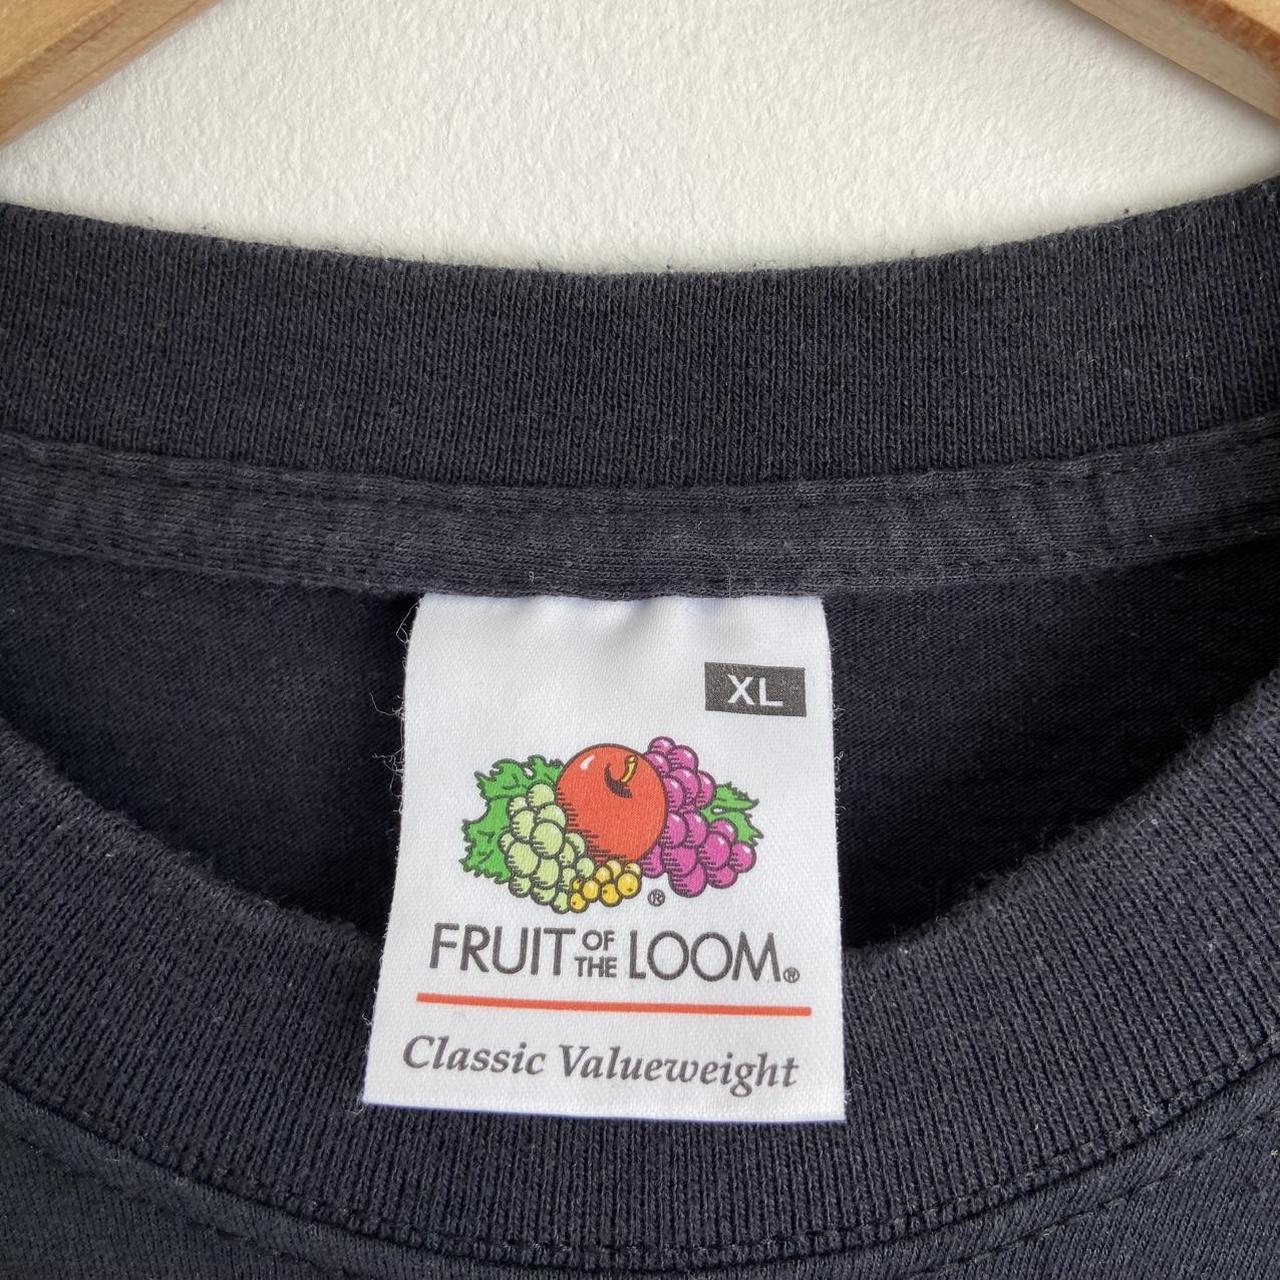 XL
®
FRUIT OF THE LOOM®
Classic Valueweight